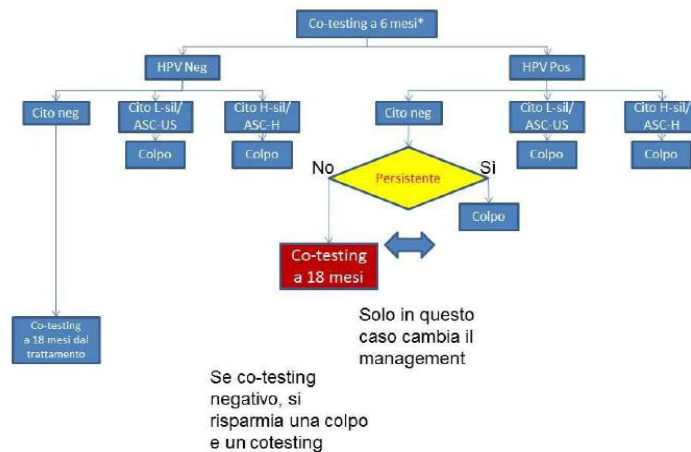 Co-testing a 6 mesi*
HPV Neg
HPV Pos
Cito neg
Cito L-sil/
ASC-US
Cito H-sil/
ASC-H
Cito neg
Cito L-sil/
ASC-US
Cito H-sil/
ASC-H
Colpo
Colpo
Colpo
Colpo
No
Persistente
Sì
Colpo
Co-testing
a 18 mesi
Co-testing
a 18 mesi dal
trattamento
Solo in questo
caso cambia il
management
Se co-testing
negativo, si
risparmia una colpo
e un cotesting